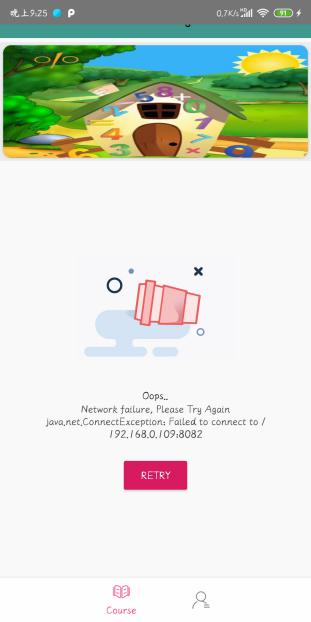 晚上9:25
0.7K/s
91
Oops..
Network failure, Please Try Again
java.net.ConnectException: Failed to connect to /
192.168.0.109:8082
RETRY
Course